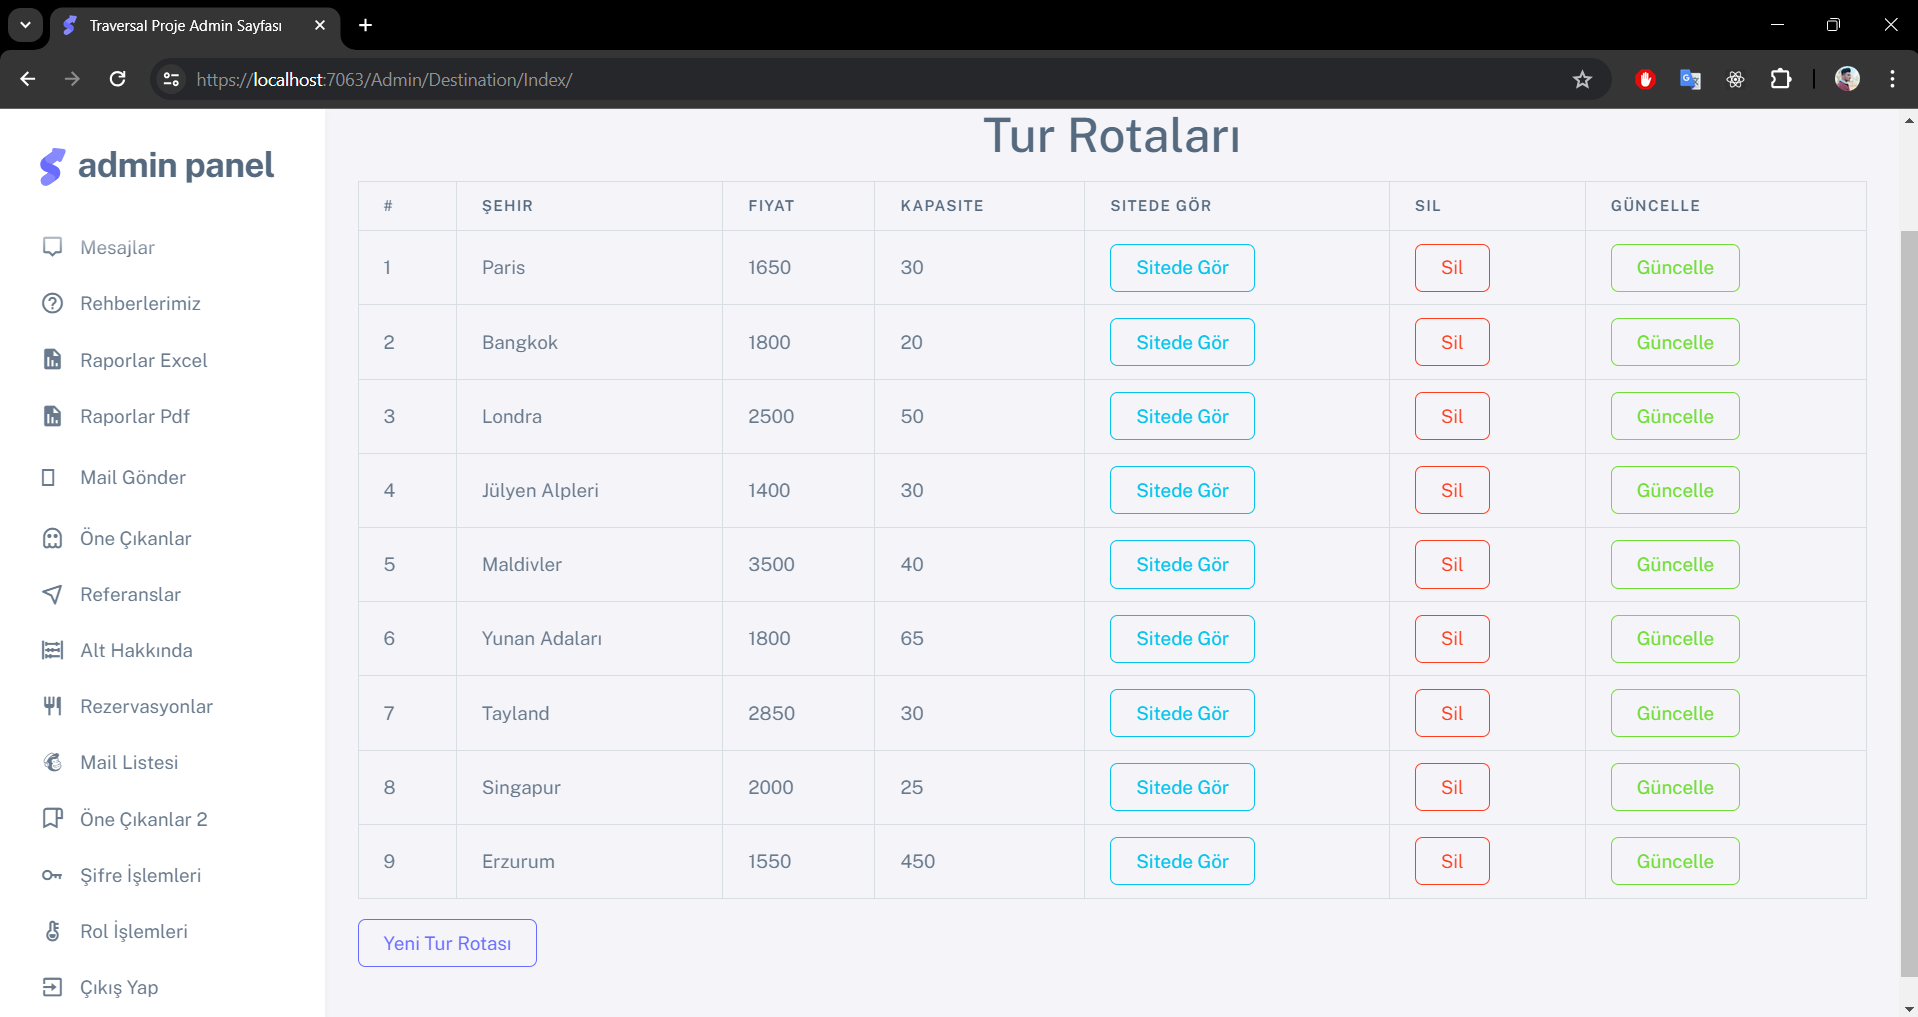 Traversal Proje Admin Sayfası
https://localhost:7063/Admin/Destination/Index/
admin panel
Mesajlar
Rehberlerimiz
Raporlar Excel
Raporlar Pdf
Mail Gönder
Öne Çıkanlar
Referanslar
Alt Hakkında
Rezervasyonlar
Mail Listesi
Öne Çıkanlar 2
Şifre İşlemleri
Rol İşlemleri
Çıkış Yap
Tur Rotaları
# ŞEHIR FIYAT KAPASITE SITEDE GÖR SIL GÜNCELLE
1 Paris 1650 30 Sitede Gör Sil Güncelle
2 Bangkok 1800 20 Sitede Gör Sil Güncelle
3 Londra 2500 50 Sitede Gör Sil Güncelle
4 Jülyen Alpleri 1400 30 Sitede Gör Sil Güncelle
5 Maldivler 3500 40 Sitede Gör Sil Güncelle
6 Yunan Adaları 1800 65 Sitede Gör Sil Güncelle
7 Tayland 2850 30 Sitede Gör Sil Güncelle
8 Singapur 2000 25 Sitede Gör Sil Güncelle
9 Erzurum 1550 450 Sitede Gör Sil Güncelle
Yeni Tur Rotası